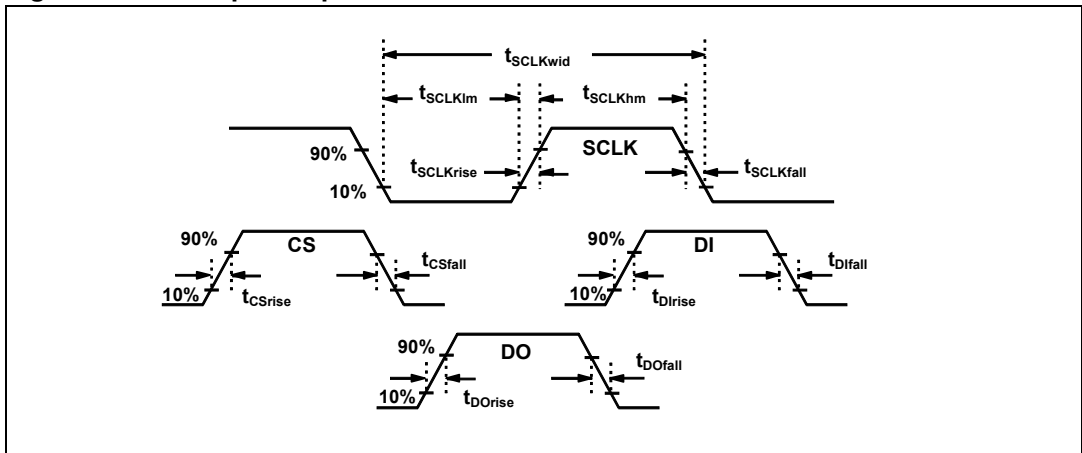 tSCLKwid
tSCLKlm
tSCLKhm
90%
SCLK
tSCLKrise
tSCLKfall
10%
90%
CS
tCSfall
10%
tCSrise
90%
DI
tDIfall
10%
tDIrise
90%
DO
tDOfall
10%
tDOrise